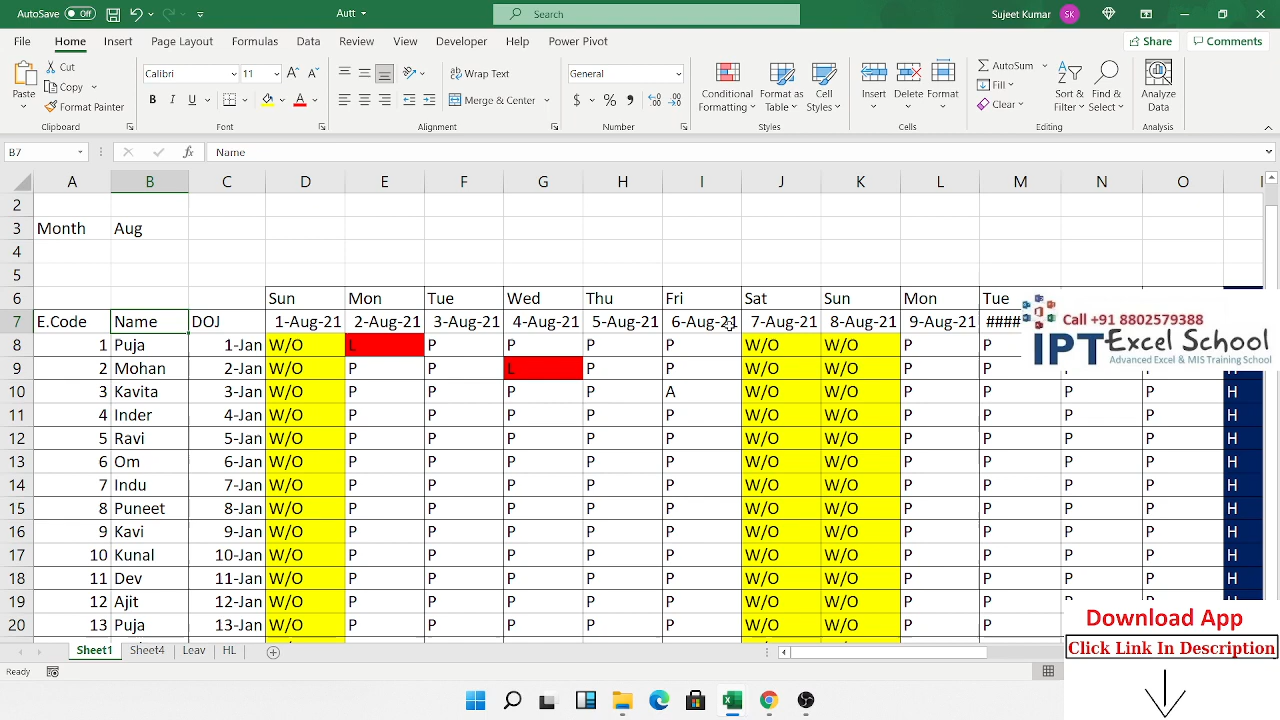 AutoSave Off Autt Search Sujeet Kumar SK
File Home Insert Page Layout Formulas Data Review View Developer Help Power Pivot Share Comments
Paste Cut Copy Format Painter Clipboard
Calibri 11 B I U A Font
Wrap Text Merge & Center Alignment
General $ % , Number
Conditional Formatting Format as Table Cell Styles Styles
Insert Delete Format Cells
AutoSum Fill Clear Sort & Filter Find & Select Editing
Analyze Data Analysis
B7 fx Name
A B C D E F G H I J K L M N O
2
3 Month Aug
4
5
6 Sun Mon Tue Wed Thu Fri Sat Sun Mon Tue
7 E.Code Name DOJ 1-Aug-21 2-Aug-21 3-Aug-21 4-Aug-21 5-Aug-21 6-Aug-21 7-Aug-21 8-Aug-21 9-Aug-21 ####
8 1 Puja 1-Jan W/O L P P P P W/O W/O P P
9 2 Mohan 2-Jan W/O P P L P P W/O W/O P P P P H
10 3 Kavita 3-Jan W/O P P P P A W/O W/O P P P P H
11 4 Inder 4-Jan W/O P P P P P W/O W/O P P P P H
12 5 Ravi 5-Jan W/O P P P P P W/O W/O P P P P H
13 6 Om 6-Jan W/O P P P P P W/O W/O P P P P H
14 7 Indu 7-Jan W/O P P P P P W/O W/O P P P P H
15 8 Puneet 8-Jan W/O P P P P P W/O W/O P P P P H
16 9 Kavi 9-Jan W/O P P P P P W/O W/O P P P P H
17 10 Kunal 10-Jan W/O P P P P P W/O W/O P P P P H
18 11 Dev 11-Jan W/O P P P P P W/O W/O P P P P H
19 12 Ajit 12-Jan W/O P P P P P W/O W/O P P P P H
20 13 Puja 13-Jan W/O P P P P P W/O W/O P P
Call +91 8802579388
IPT Excel School
Advanced Excel & MIS Training School
Download App
Click Link In Description
Sheet1 Sheet4 Leav HL
Ready